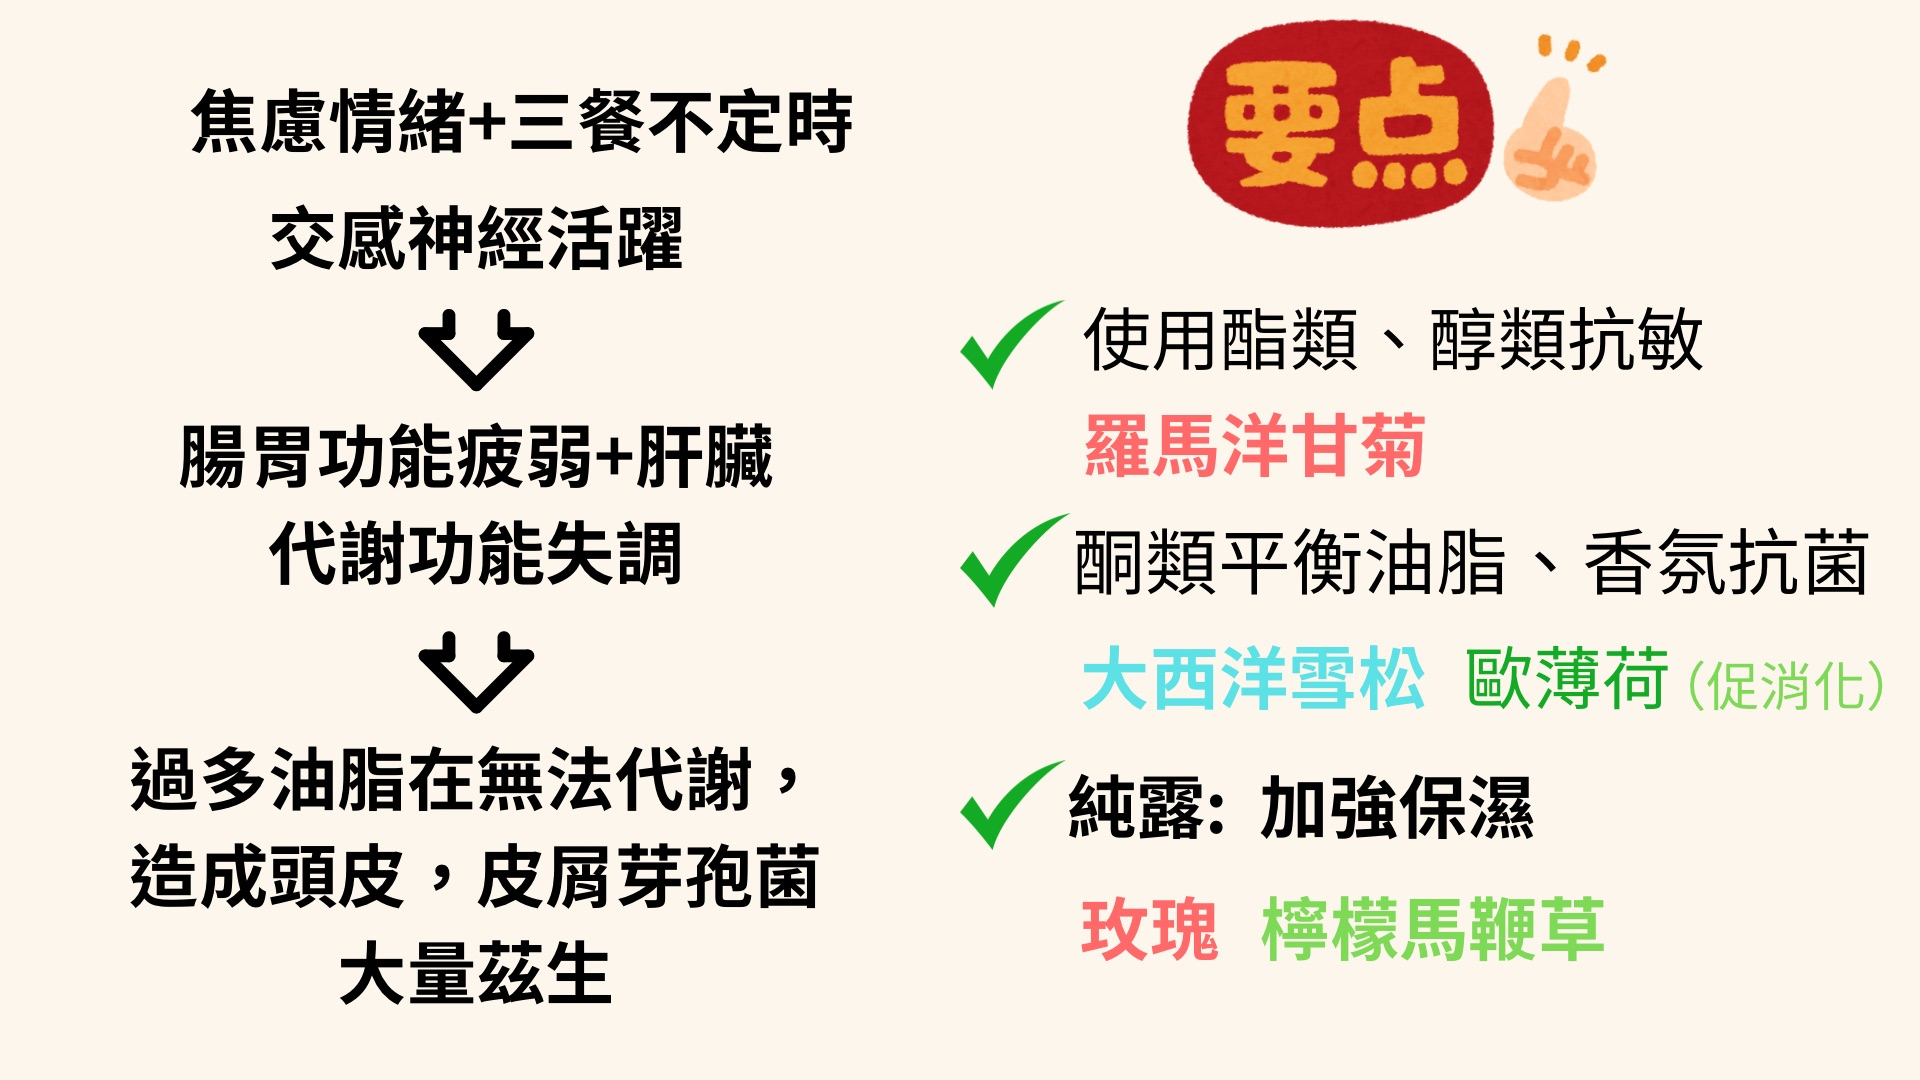 焦慮情緒+三餐不定時
交感神經活躍
腸胃功能疲弱+肝臟
代謝功能失調
過多油脂在無法代謝，
造成頭皮，皮屑芽孢菌
大量茲生
要点
使用酯類、醇類抗敏
羅馬洋甘菊
酮類平衡油脂、香氛抗菌
大西洋雪松 歐薄荷(促消化)
純露: 加強保濕
玫瑰 檸檬馬鞭草